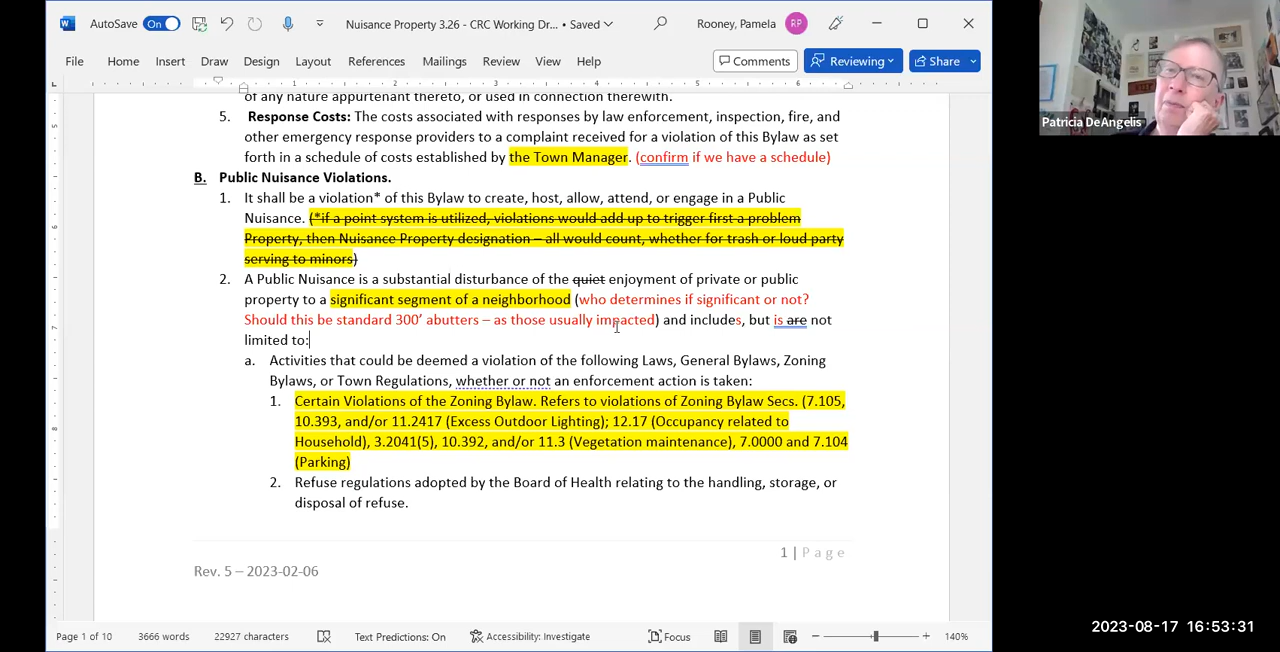 AutoSave On Nuisance Property 3.26 - CRC Working Dr... • Saved Rooney, Pamela RP
File Home Insert Draw Design Layout References Mailings Review View Help Comments Reviewing Share
1 2 3 4 5 6
of any nature appurtenant thereto, or used in connection therewith.
5. Response Costs: The costs associated with responses by law enforcement, inspection, fire, and
other emergency response providers to a complaint received for a violation of this Bylaw as set
forth in a schedule of costs established by the Town Manager. (confirm if we have a schedule)
B. Public Nuisance Violations.
1. It shall be a violation* of this Bylaw to create, host, allow, attend, or engage in a Public
Nuisance. (*if a point system is utilized, violations would add up to trigger first a problem
Property, then Nuisance Property designation – all would count, whether for trash or loud party
serving to minors)
2. A Public Nuisance is a substantial disturbance of the quiet enjoyment of private or public
property to a significant segment of a neighborhood (who determines if significant or not?
Should this be standard 300’ abutters – as those usually impacted) and includes, but is are not
limited to:
a. Activities that could be deemed a violation of the following Laws, General Bylaws, Zoning
Bylaws, or Town Regulations, whether or not an enforcement action is taken:
1. Certain Violations of the Zoning Bylaw. Refers to violations of Zoning Bylaw Secs. (7.105,
10.393, and/or 11.2417 (Excess Outdoor Lighting); 12.17 (Occupancy related to
Household), 3.2041(5), 10.392, and/or 11.3 (Vegetation maintenance), 7.0000 and 7.104
(Parking)
2. Refuse regulations adopted by the Board of Health relating to the handling, storage, or
disposal of refuse.
1 | Page
Rev. 5 – 2023-02-06
Page 1 of 10 3666 words 22927 characters Text Predictions: On Accessibility: Investigate Focus 140%
Patricia DeAngelis
2023-08-17 16:53:31